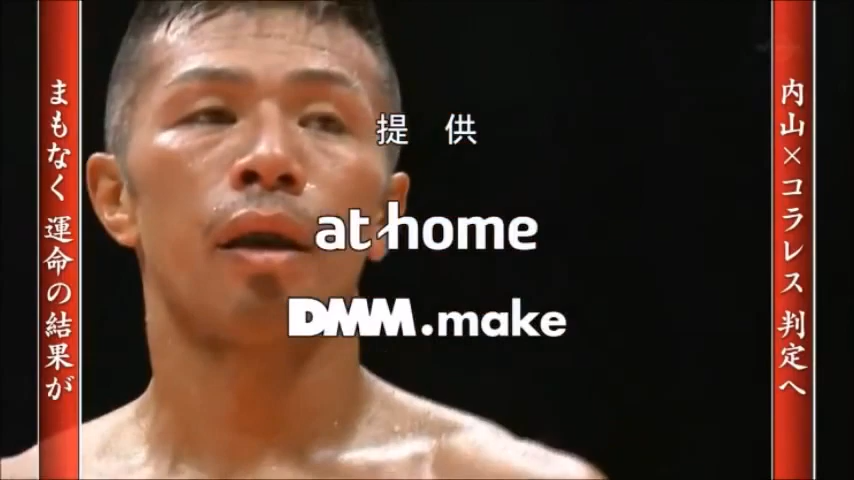 内山×コラレス 判定へ
まもなく 運命の結果が
提 供
at home
DMM.make